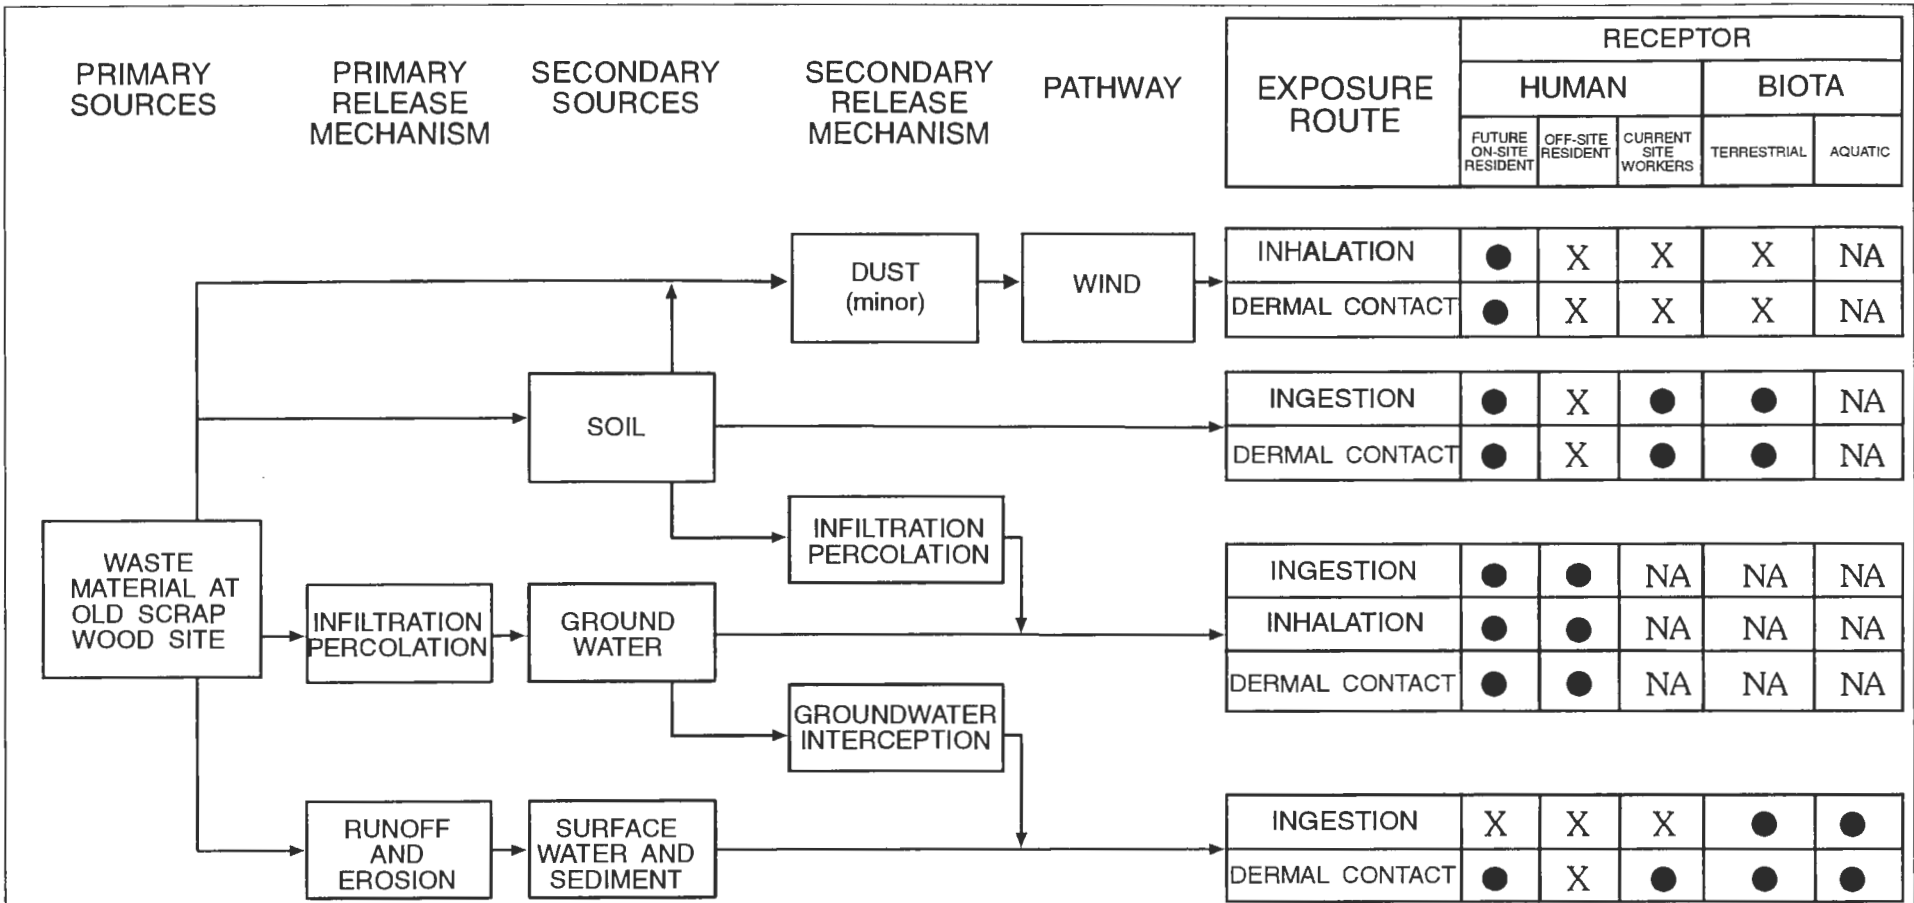 PRIMARY
SOURCES
PRIMARY
RELEASE
MECHANISM
SECONDARY
SOURCES
SECONDARY
RELEASE
MECHANISM
PATHWAY
EXPOSURE
ROUTE
RECEPTOR
HUMAN
BIOTA
FUTURE
ON-SITE
RESIDENT
OFF-SITE
RESIDENT
CURRENT
SITE
WORKERS
TERRESTRIAL
AQUATIC
DUST
(minor)
WIND
INHALATION ● X X X NA
DERMAL CONTACT ● X X X NA
SOIL
INGESTION ● X ● ● NA
DERMAL CONTACT ● X ● ● NA
INFILTRATION
PERCOLATION
WASTE
MATERIAL AT
OLD SCRAP
WOOD SITE
INFILTRATION
PERCOLATION
GROUND
WATER
INGESTION ● ● NA NA NA
INHALATION ● ● NA NA NA
DERMAL CONTACT ● ● NA NA NA
GROUNDWATER
INTERCEPTION
RUNOFF
AND
EROSION
SURFACE
WATER AND
SEDIMENT
INGESTION X X X ● ●
DERMAL CONTACT ● X ● ● ●